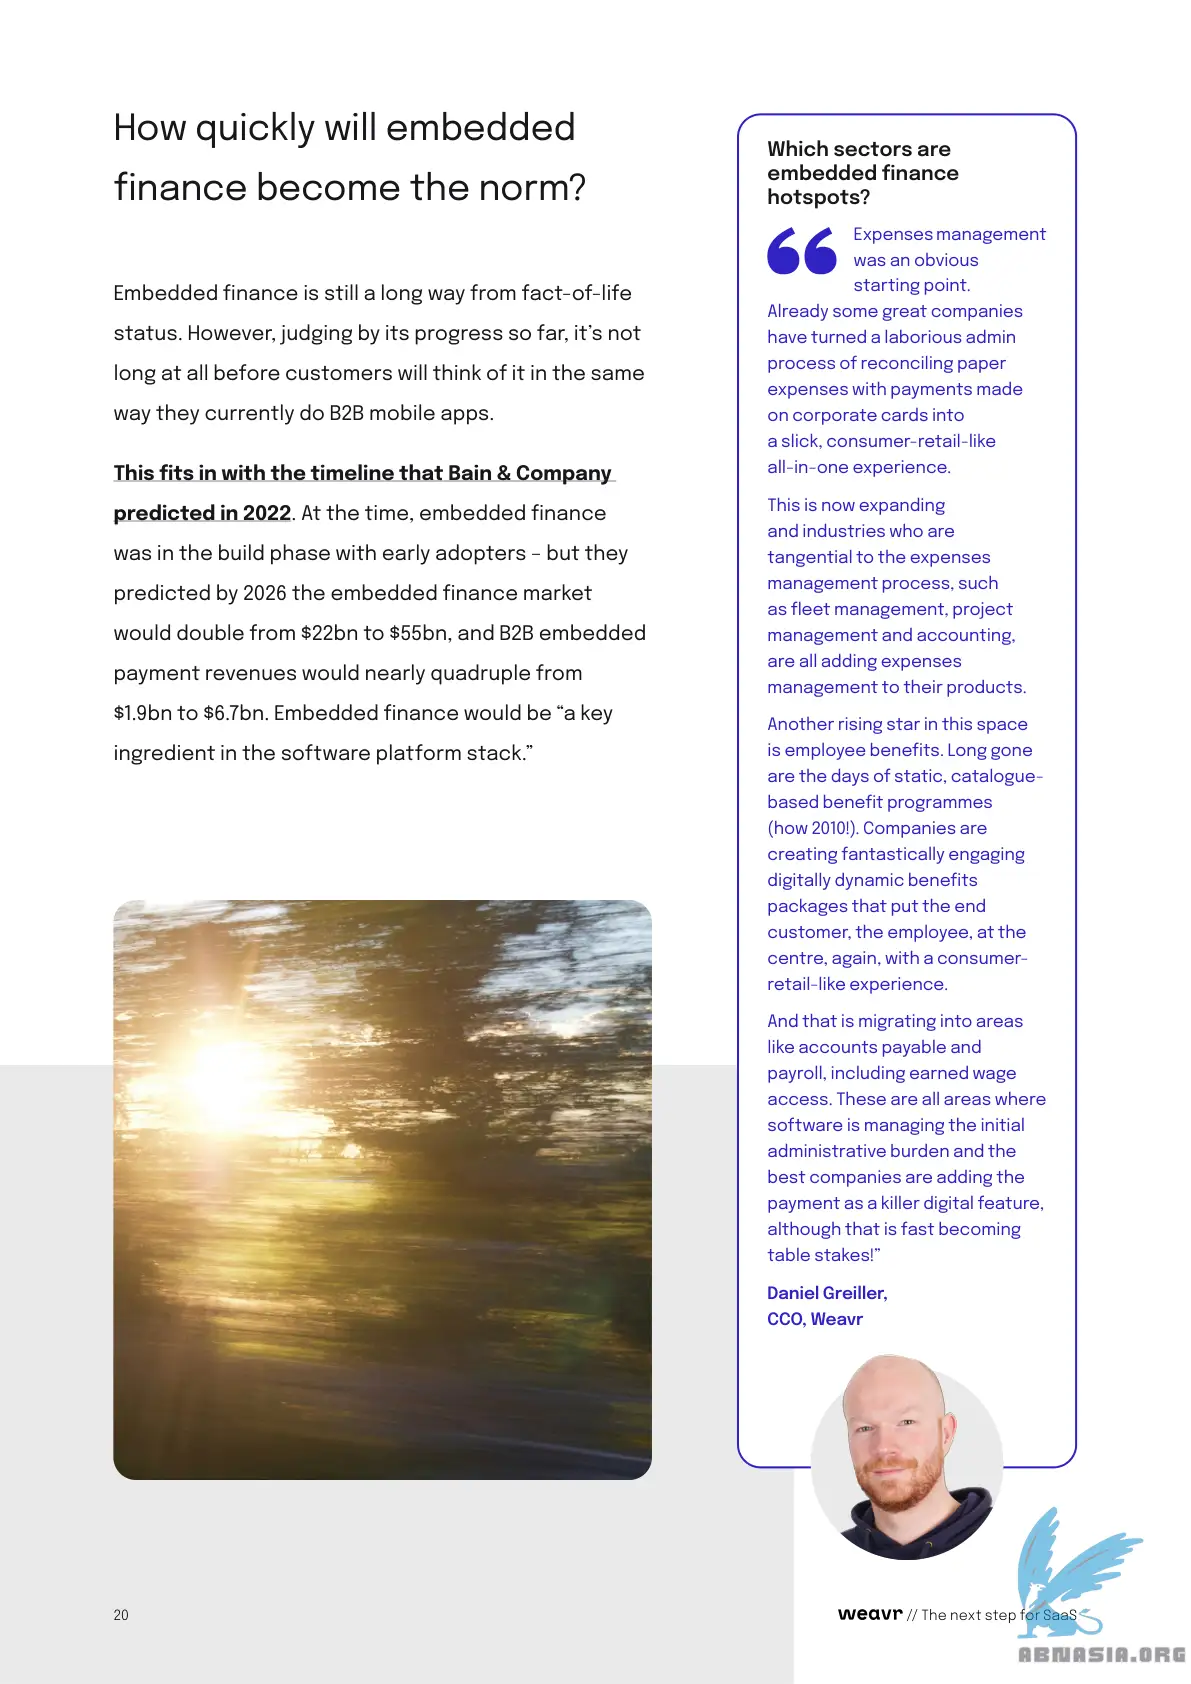 How quickly will embedded
finance become the norm?
Embedded finance is still a long way from fact-of-life
status. However, judging by its progress so far, it’s not
long at all before customers will think of it in the same
way they currently do B2B mobile apps.
This fits in with the timeline that Bain & Company
predicted in 2022. At the time, embedded finance
was in the build phase with early adopters – but they
predicted by 2026 the embedded finance market
would double from $22bn to $55bn, and B2B embedded
payment revenues would nearly quadruple from
$1.9bn to $6.7bn. Embedded finance would be “a key
ingredient in the software platform stack.”
Which sectors are
embedded finance
hotspots?
“Expenses management
was an obvious
starting point.
Already some great companies
have turned a laborious admin
process of reconciling paper
expenses with payments made
on corporate cards into
a slick, consumer-retail-like
all-in-one experience.
This is now expanding
and industries who are
tangential to the expenses
management process, such
as fleet management, project
management and accounting,
are all adding expenses
management to their products.
Another rising star in this space
is employee benefits. Long gone
are the days of static, catalogue-
based benefit programmes
(how 2010!). Companies are
creating fantastically engaging
digitally dynamic benefits
packages that put the end
customer, the employee, at the
centre, again, with a consumer-
retail-like experience.
And that is migrating into areas
like accounts payable and
payroll, including earned wage
access. These are all areas where
software is managing the initial
administrative burden and the
best companies are adding the
payment as a killer digital feature,
although that is fast becoming
table stakes!”
Daniel Greiller,
CCO, Weavr
20
weavr // The next step for SaaS
ABNASIA.ORG